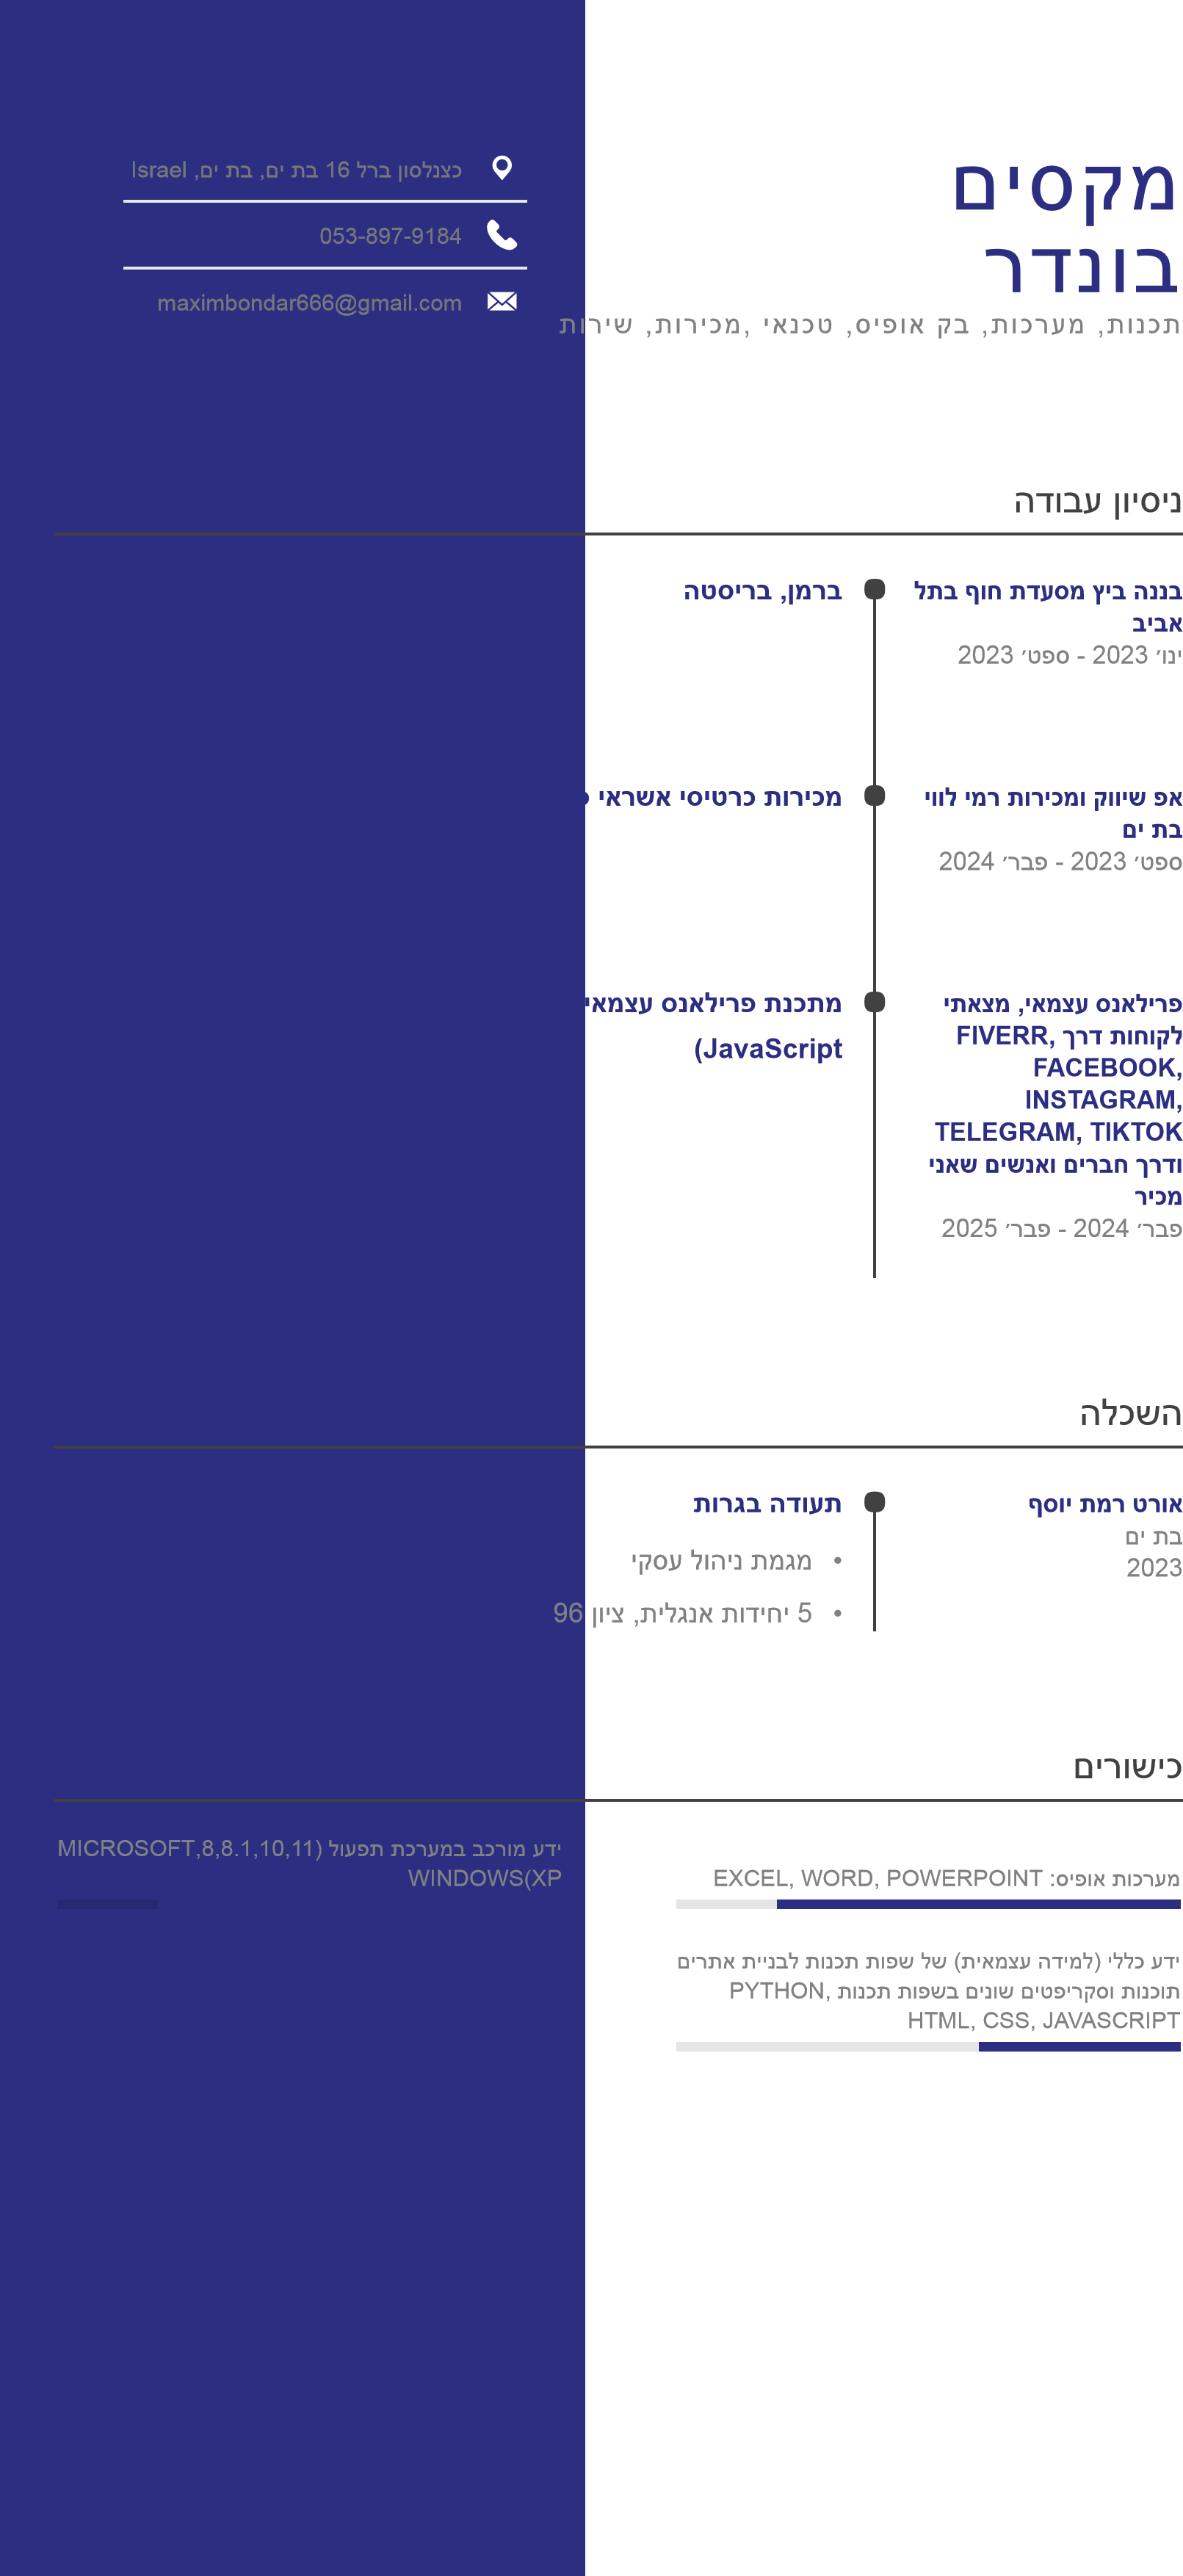 מקסים
בונדר
תכנות, מערכות, בק אופיס, טכנאי ,מכירות, שירות
כצנלסון ברל 16 בת ים, בת ים, Israel
053-897-9184
maximbondar666@gmail.com
ניסיון עבודה
בננה ביץ מסעדת חוף בתל
אביב
ינו׳ 2023 - ספט׳ 2023
ברמן, בריסטה
אפ שיווק ומכירות רמי לווי
בת ים
ספט׳ 2023 - פבר׳ 2024
מכירות כרטיסי אשראי
פרילאנס עצמאי, מצאתי
לקוחות דרך FIVERR,
FACEBOOK,
INSTAGRAM,
TELEGRAM, TIKTOK
ודרך חברים ואנשים שאני
מכיר
פבר׳ 2024 - פבר׳ 2025
מתכנת פרילאנס עצמאי
JavaScript)
השכלה
אורט רמת יוסף
בת ים
2023
תעודה בגרות
• מגמת ניהול עסקי
• 5 יחידות אנגלית, ציון 96
כישורים
מערכות אופיס: EXCEL, WORD, POWERPOINT
ידע מורכב במערכת תפעול (MICROSOFT,8,8.1,10,11
WINDOWS(XP
ידע כללי (למידה עצמאית) של שפות תכנות לבניית אתרים
תוכנות וסקריפטים שונים בשפות תכנות PYTHON,
HTML, CSS, JAVASCRIPT